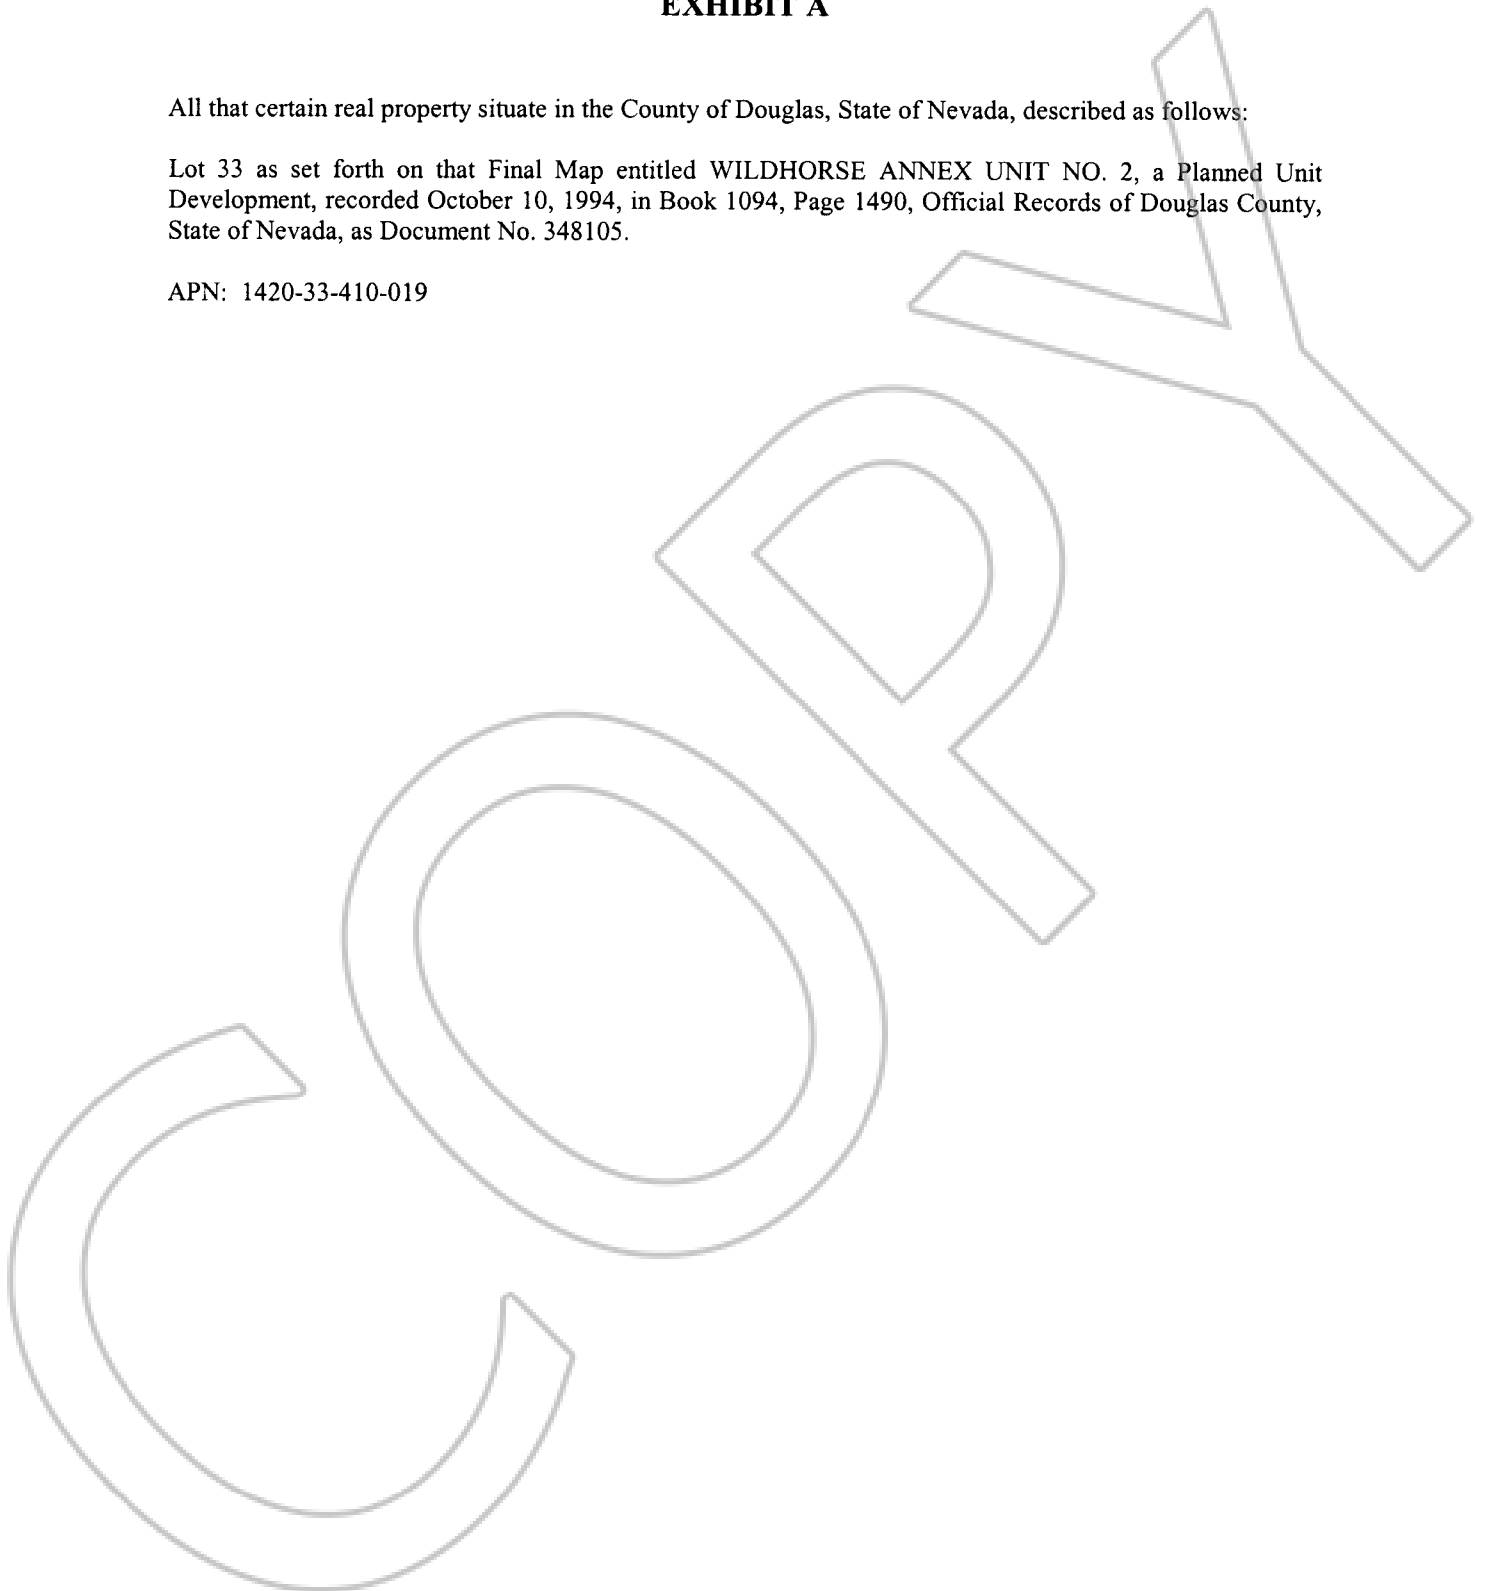 EXHIBIT A
All that certain real property situate in the County of Douglas, State of Nevada, described as follows:
Lot 33 as set forth on that Final Map entitled WILDHORSE ANNEX UNIT NO. 2, a Planned Unit
Development, recorded October 10, 1994, in Book 1094, Page 1490, Official Records of Douglas County,
State of Nevada, as Document No. 348105.
APN: 1420-33-410-019
COPY